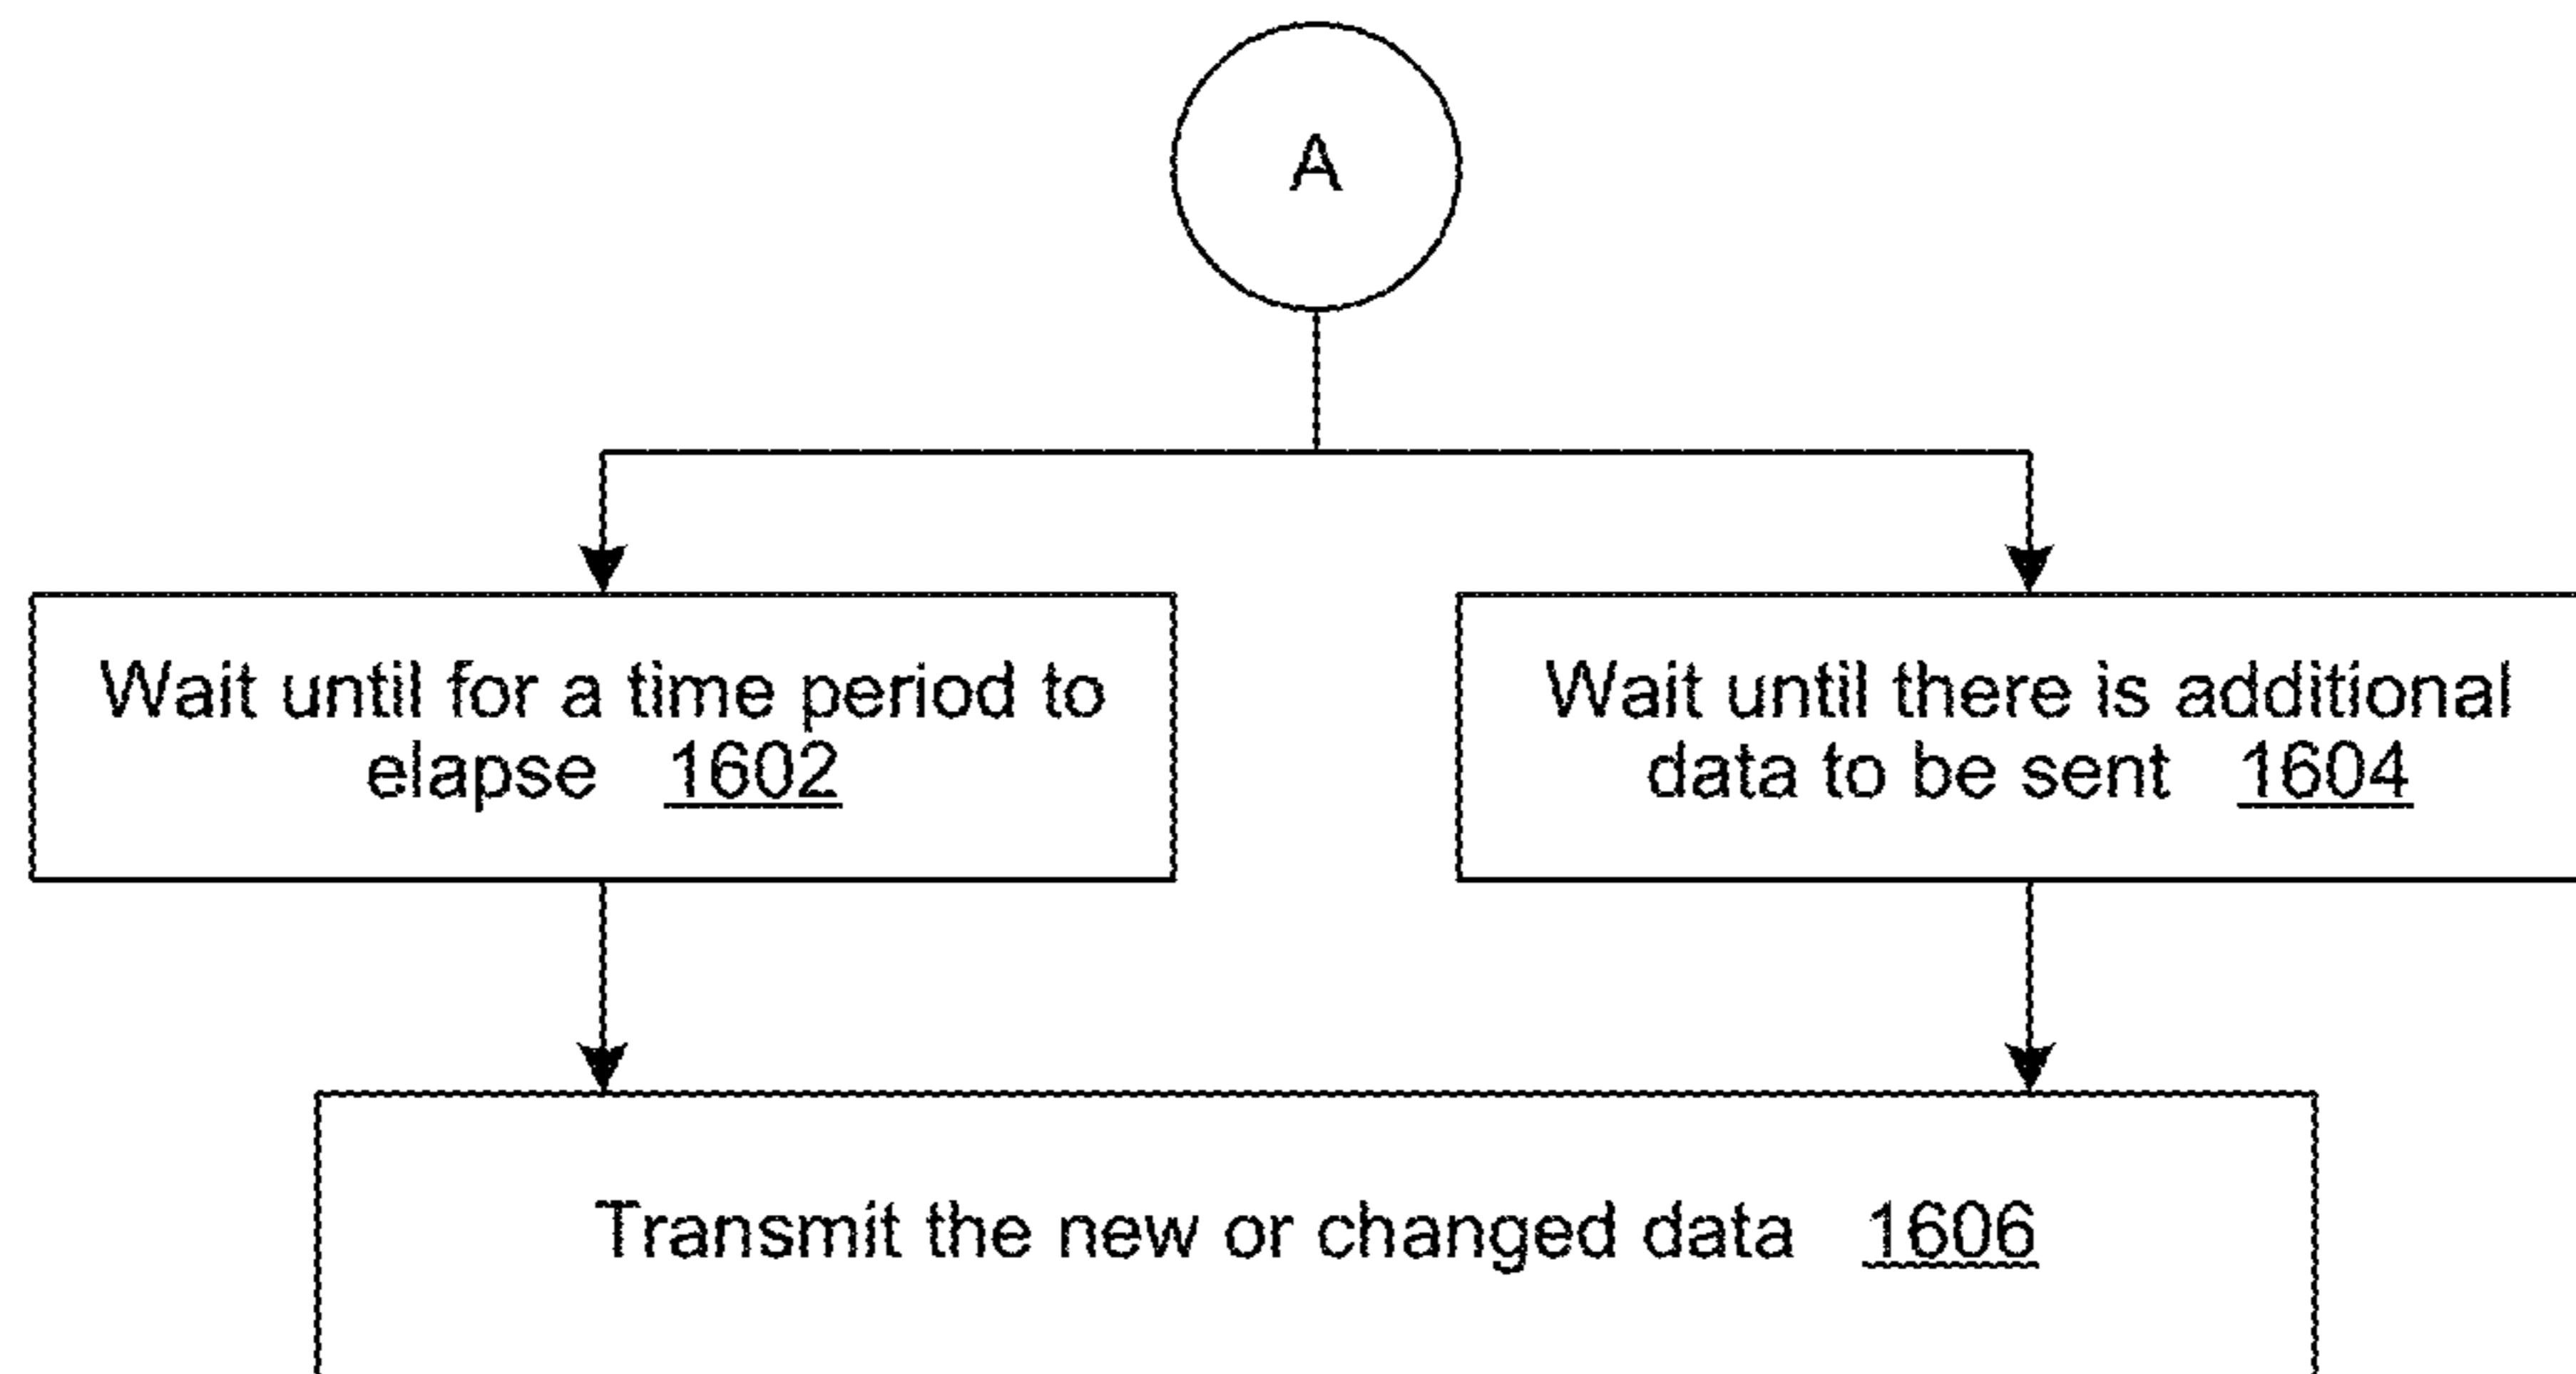 A
Wait until for a time period to
elapse 1602
Wait until there is additional
data to be sent 1604
Transmit the new or changed data 1606